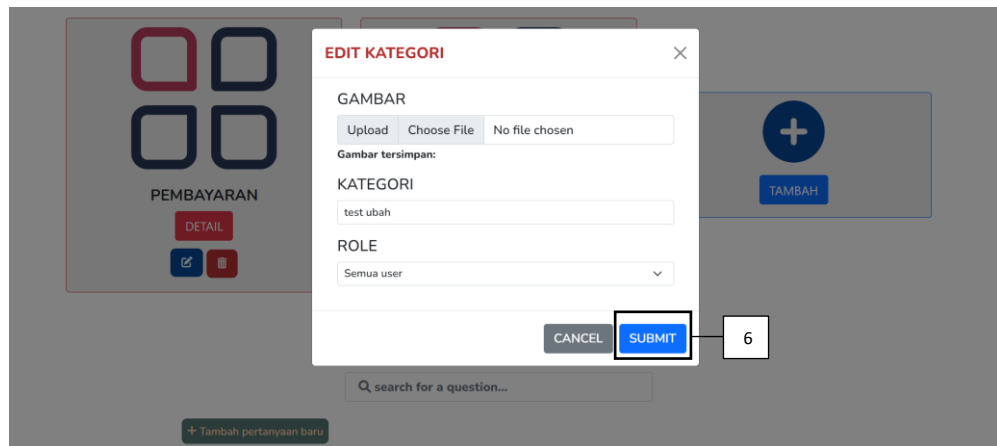 EDIT KATEGORI
GAMBAR
Upload Choose File No file chosen
Gambar tersimpan:
KATEGORI
test ubah
ROLE
Semua user
CANCEL SUBMIT
6
PEMBAYARAN
DETAIL
TAMBAH
search for a question...
+ Tambah pertanyaan baru